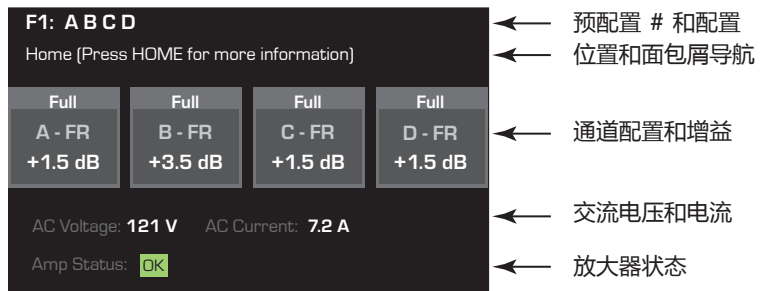 F1: A B C D
预配置 # 和配置
Home (Press HOME for more information)
位置和面包屑导航
Full Full Full Full
A - FR B - FR C - FR D - FR
+1.5 dB +3.5 dB +1.5 dB +1.5 dB
通道配置和增益
AC Voltage: 121 V AC Current: 7.2 A
交流电压和电流
Amp Status: OK
放大器状态